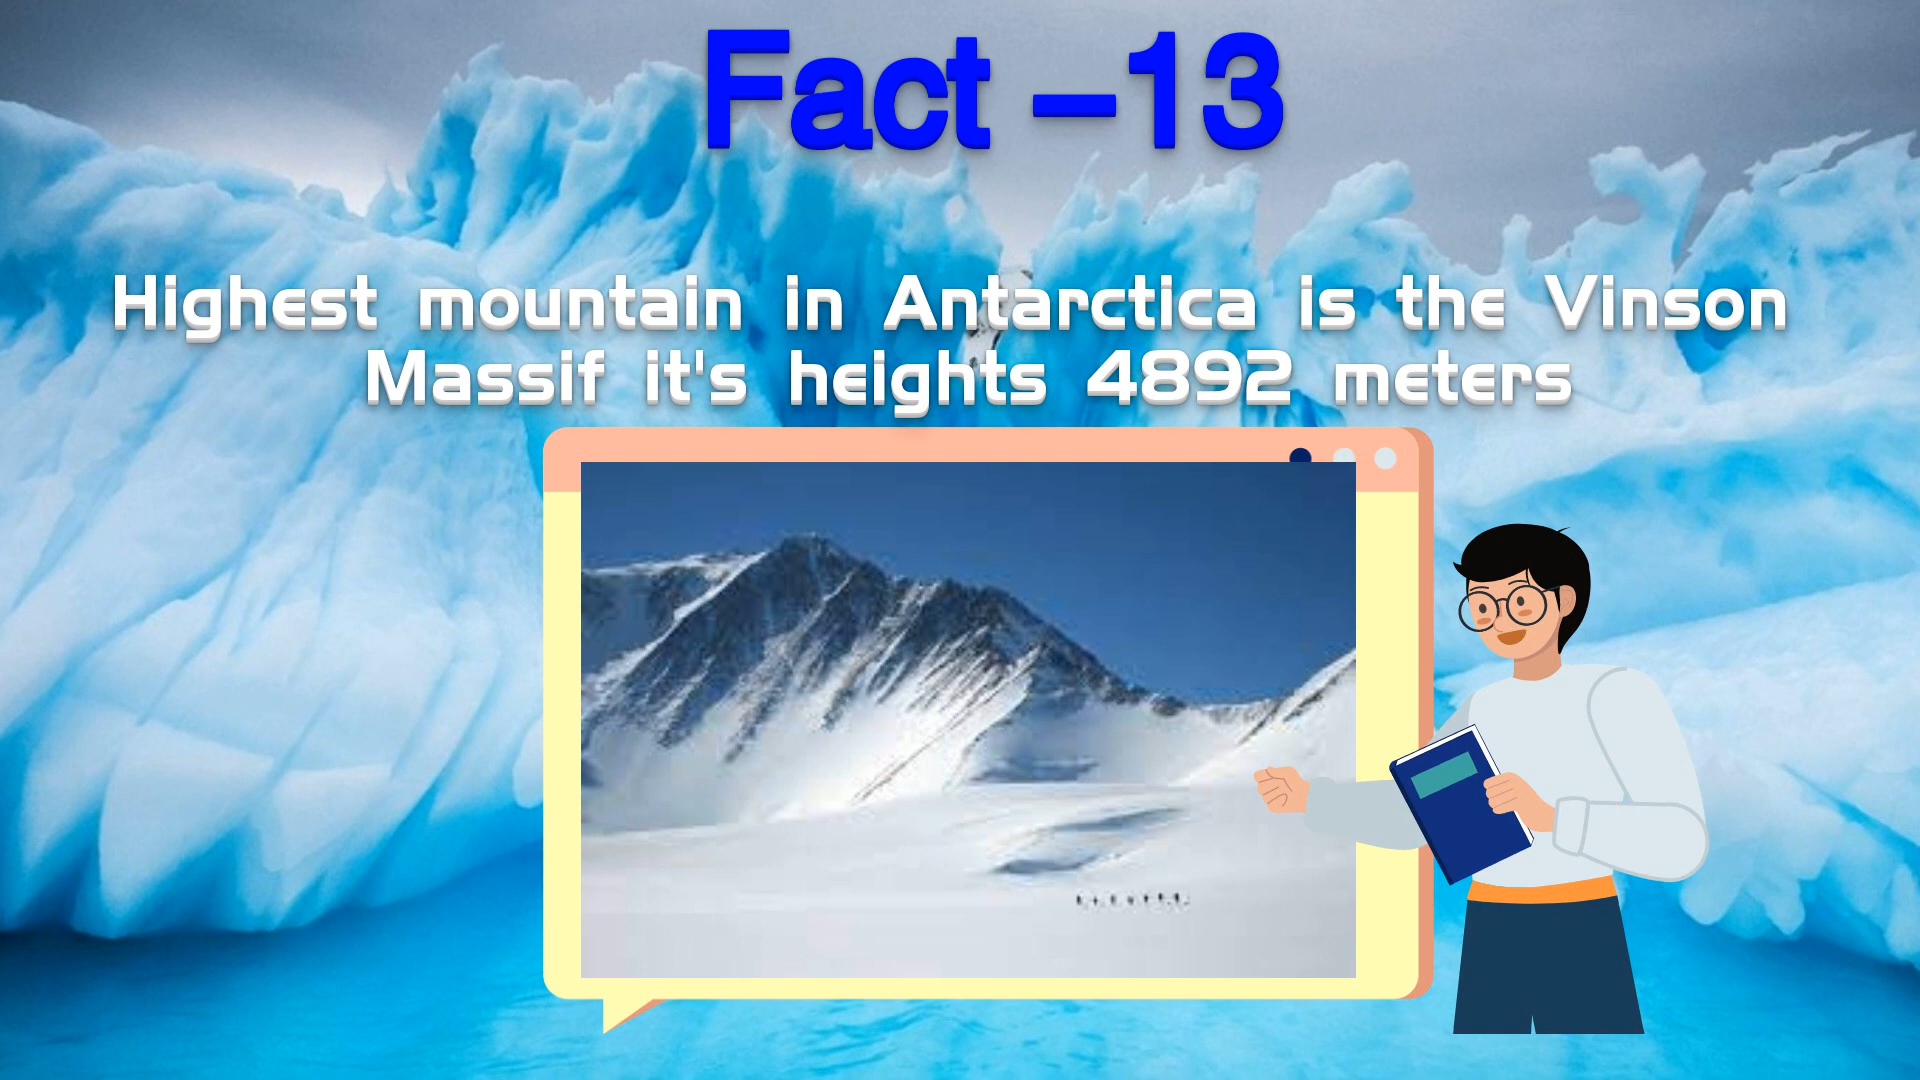 Fact –13
Highest mountain in Antarctica is the Vinson
Massif it's heights 4892 meters